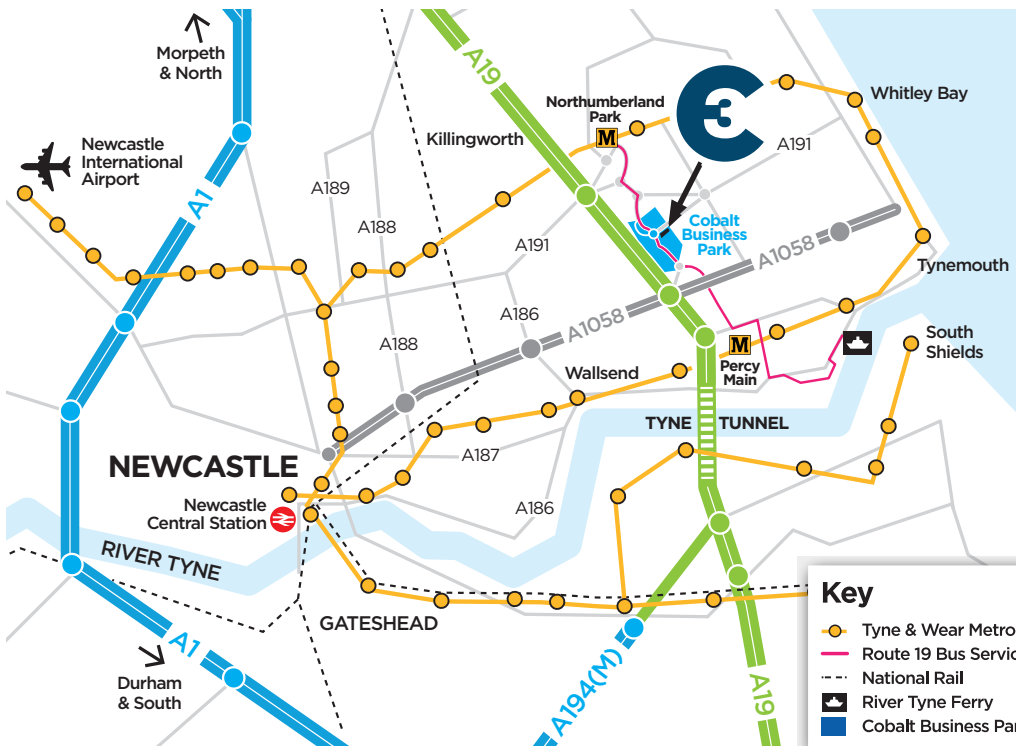 Morpeth
& North
A19
Northumberland
Park
M
C3
Whitley Bay
Killingworth
A191
Newcastle
International
Airport
A1
A189
A188
A191
Cobalt
Business
Park
A1058
Tynemouth
A186
A1058
A188
South
Shields
M
Percy
Main
Wallsend
TYNE TUNNEL
NEWCASTLE
A187
Newcastle
Central Station
A186
RIVER TYNE
GATESHEAD
A1
Durham
& South
A194(M)
A19
Key
Tyne & Wear Metro
Route 19 Bus Servic
National Rail
River Tyne Ferry
Cobalt Business Par